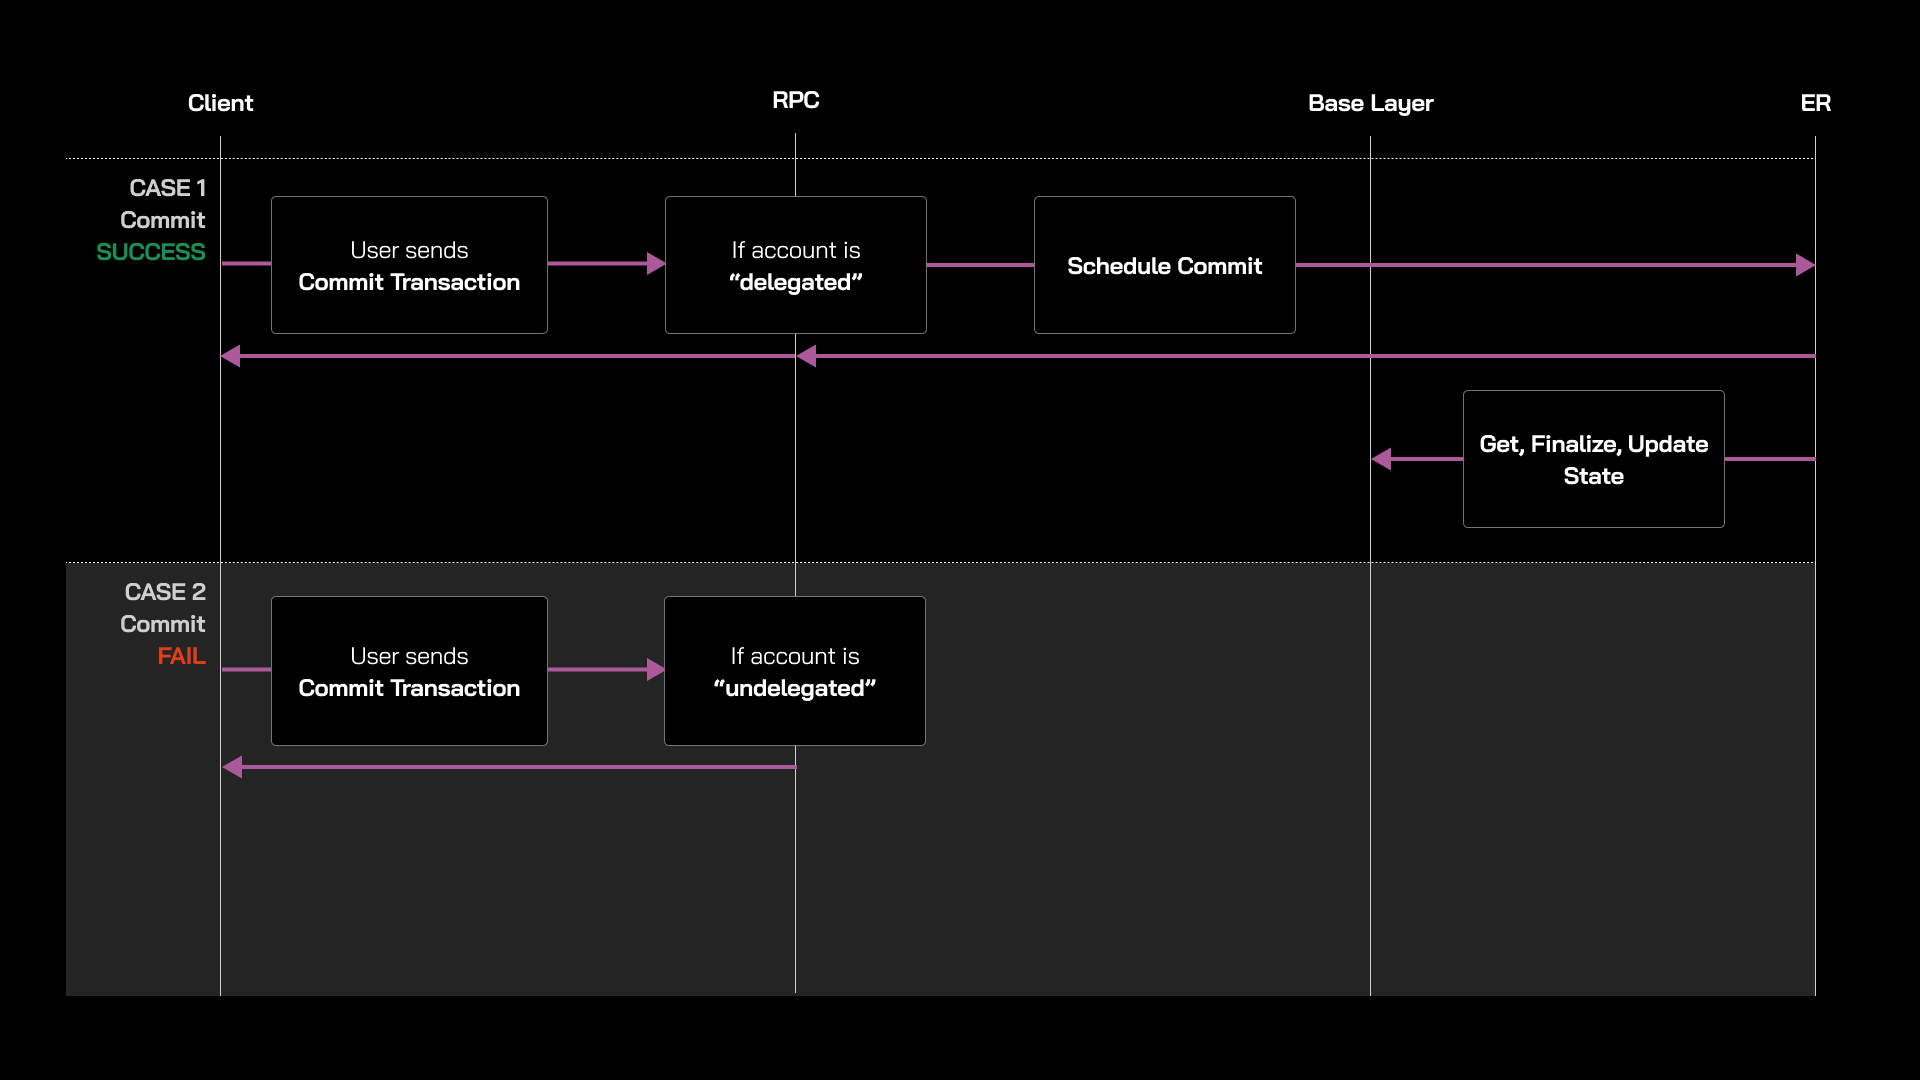 Client
RPC
Base Layer
ER
CASE 1
Commit
SUCCESS
User sends
Commit Transaction
If account is
“delegated”
Schedule Commit
Get, Finalize, Update
State
CASE 2
Commit
FAIL
User sends
Commit Transaction
If account is
“undelegated”